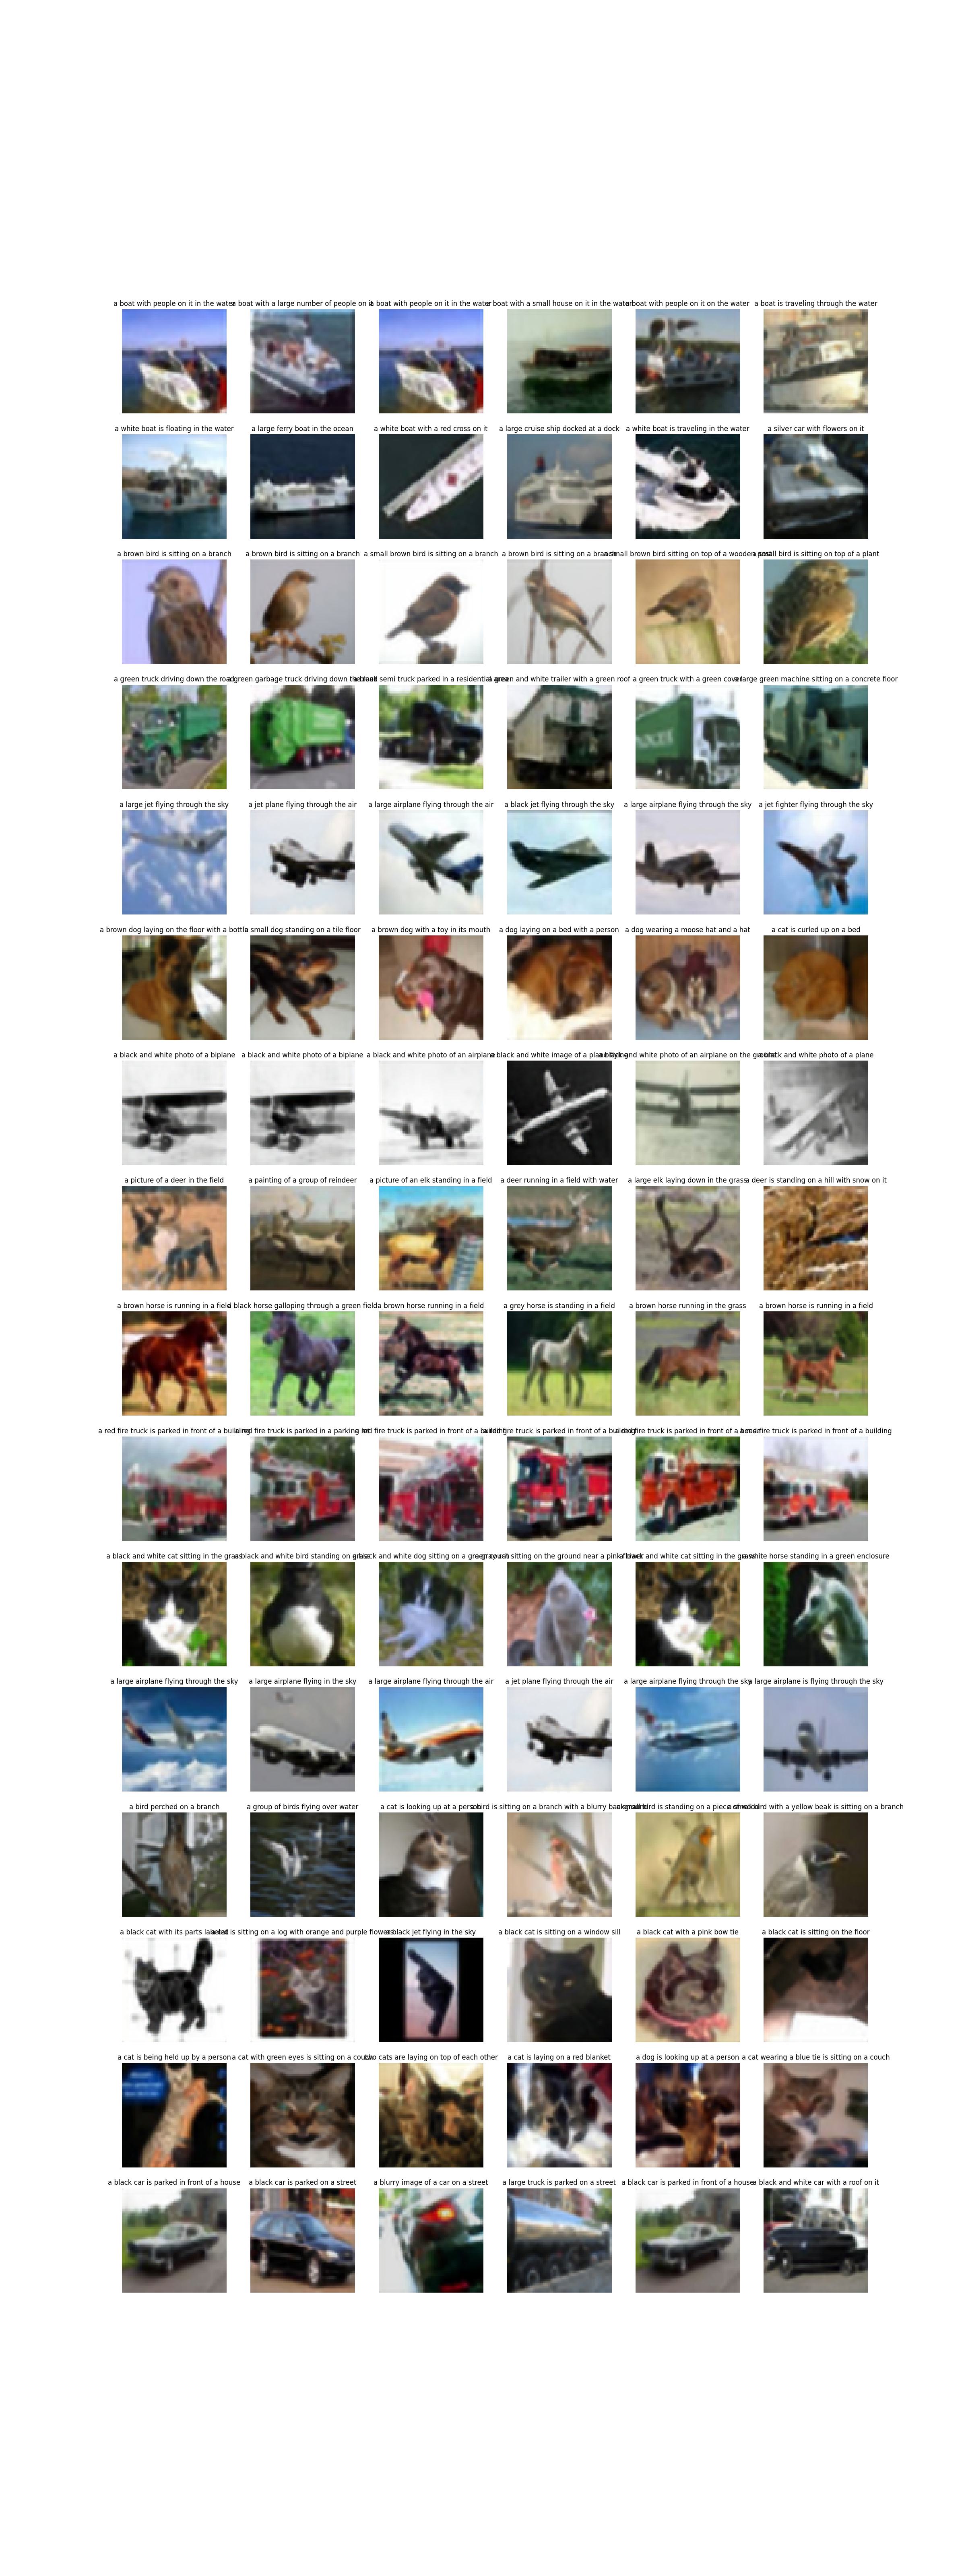 a boat with people on it in the water a boat with a large number of people on it a boat with people on it in the water a boat with a small house on it in the water a boat with people on it on the water a boat is traveling through the water
a white boat is floating in the water a large ferry boat in the ocean a white boat with a red cross on it a large cruise ship docked at a dock a white boat is traveling in the water a silver car with flowers on it
a brown bird is sitting on a branch a brown bird is sitting on a branch a small brown bird is sitting on a branch a brown bird is sitting on a branch a small brown bird sitting on top of a wooden post a small bird is sitting on top of a plant
a green truck driving down the road a green garbage truck driving down the road a black semi truck parked in a residential area a green and white trailer with a green roof a green truck with a green cover a large green machine sitting on a concrete floor
a large jet flying through the sky a jet plane flying through the air a large airplane flying through the air a black jet flying through the sky a large airplane flying through the sky a jet fighter flying through the sky
a brown dog laying on the floor with a bottle a small dog standing on a tile floor a brown dog with a toy in its mouth a dog laying on a bed with a person a dog wearing a moose hat and a hat a cat is curled up on a bed
a black and white photo of a biplane a black and white photo of a biplane a black and white photo of an airplane a black and white image of a plane flying a black and white photo of an airplane on the ground a black and white photo of a plane
a picture of a deer in the field a painting of a group of reindeer a picture of an elk standing in a field a deer running in a field with water a large elk laying down in the grass a deer is standing on a hill with snow on it
a brown horse is running in a field a black horse galloping through a green field a brown horse running in a field a grey horse is standing in a field a brown horse running in the grass a brown horse is running in a field
a red fire truck is parked in front of a building a red fire truck is parked in a parking lot a red fire truck is parked in front of a building a red fire truck is parked in front of a building a red fire truck is parked in front of a house a red fire truck is parked in front of a building
a black and white cat sitting in the grass a black and white bird standing on grass a black and white dog sitting on a green couch a gray cat sitting on the ground near a pink flower a black and white cat sitting in the grass a white horse standing in a green enclosure
a large airplane flying through the sky a large airplane flying in the sky a large airplane flying through the air a jet plane flying through the air a large airplane flying through the sky a large airplane is flying through the sky
a bird perched on a branch a group of birds flying over water a cat is looking up at a person a bird is sitting on a branch with a blurry background a small bird is standing on a piece of wood a small bird with a yellow beak is sitting on a branch
a black cat with its parts labeled a cat is sitting on a log with orange and purple flowers a black jet flying in the sky a black cat is sitting on a window sill a black cat with a pink bow tie a black cat is sitting on the floor
a cat is being held up by a person a cat with green eyes is sitting on a couch two cats are laying on top of each other a cat is laying on a red blanket a dog is looking up at a person a cat wearing a blue tie is sitting on a couch
a black car is parked in front of a house a black car is parked on a street a blurry image of a car on a street a large truck is parked on a street a black car is parked in front of a house a black and white car with a roof on it